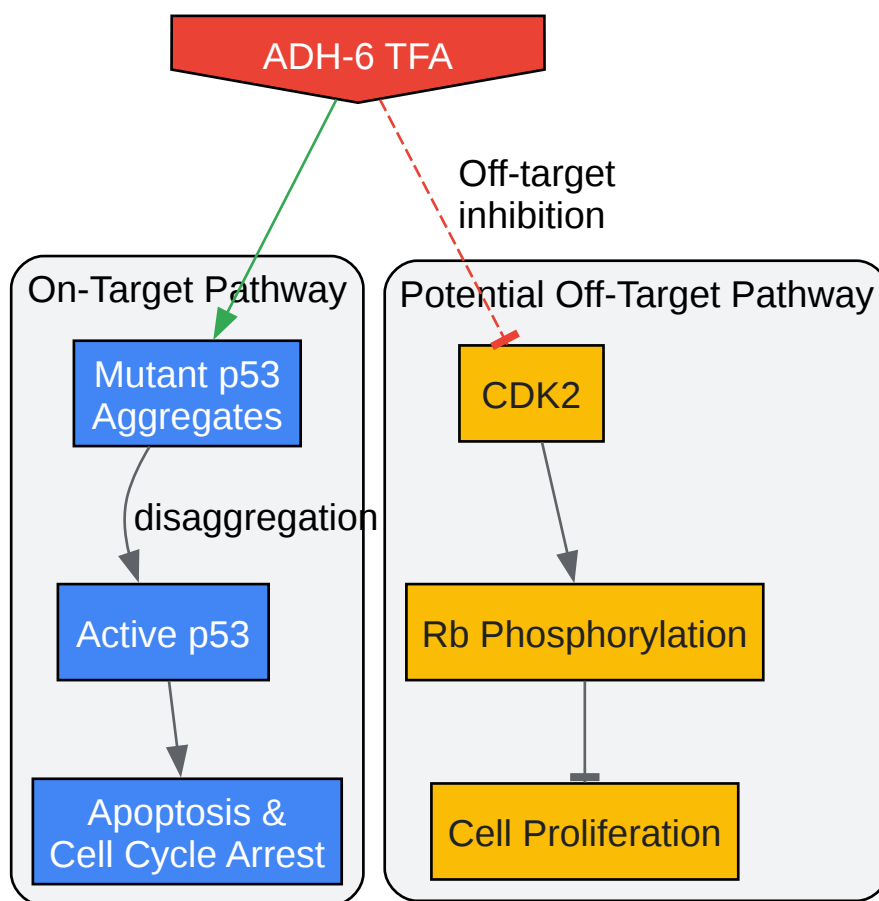 ADH-6 TFA
Off-target
inhibition
On-Target Pathway
Mutant p53
Aggregates
disaggregation
Active p53
Apoptosis &
Cell Cycle Arrest
Potential Off-Target Pathway
CDK2
Rb Phosphorylation
Cell Proliferation